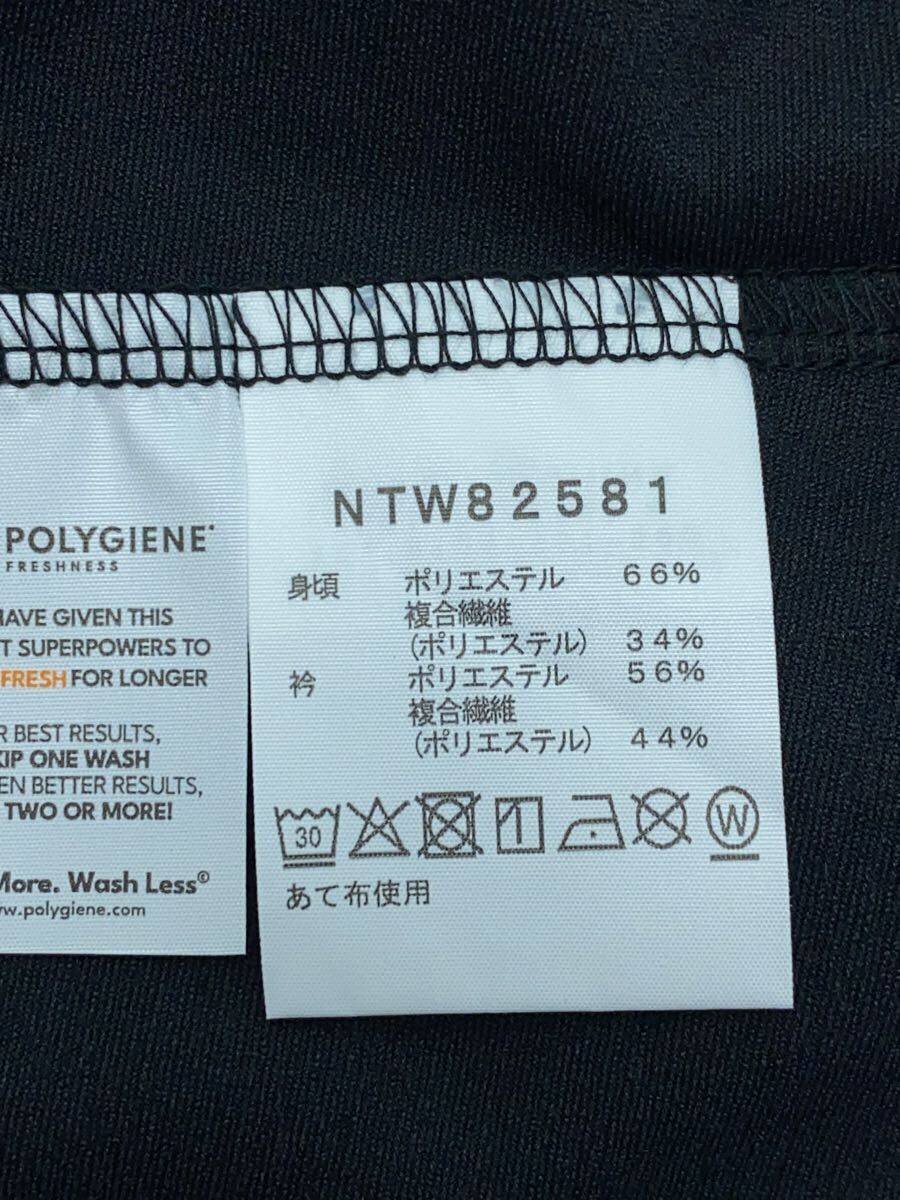 POLYGIENE
FRESHNESS
HAVE GIVEN THIS
SUPERPOWERS TO
FRESH FOR LONGER
BEST RESULTS,
SKIP ONE WASH
BETTER RESULTS,
TWO OR MORE!
More. Wash Less©
www.polygiene.com
NTW82581
身頃 ポリエステル 66%
複合繊維
(ポリエステル) 34%
衿 ポリエステル 56%
複合繊維
(ポリエステル) 44%
30
W
あて布使用